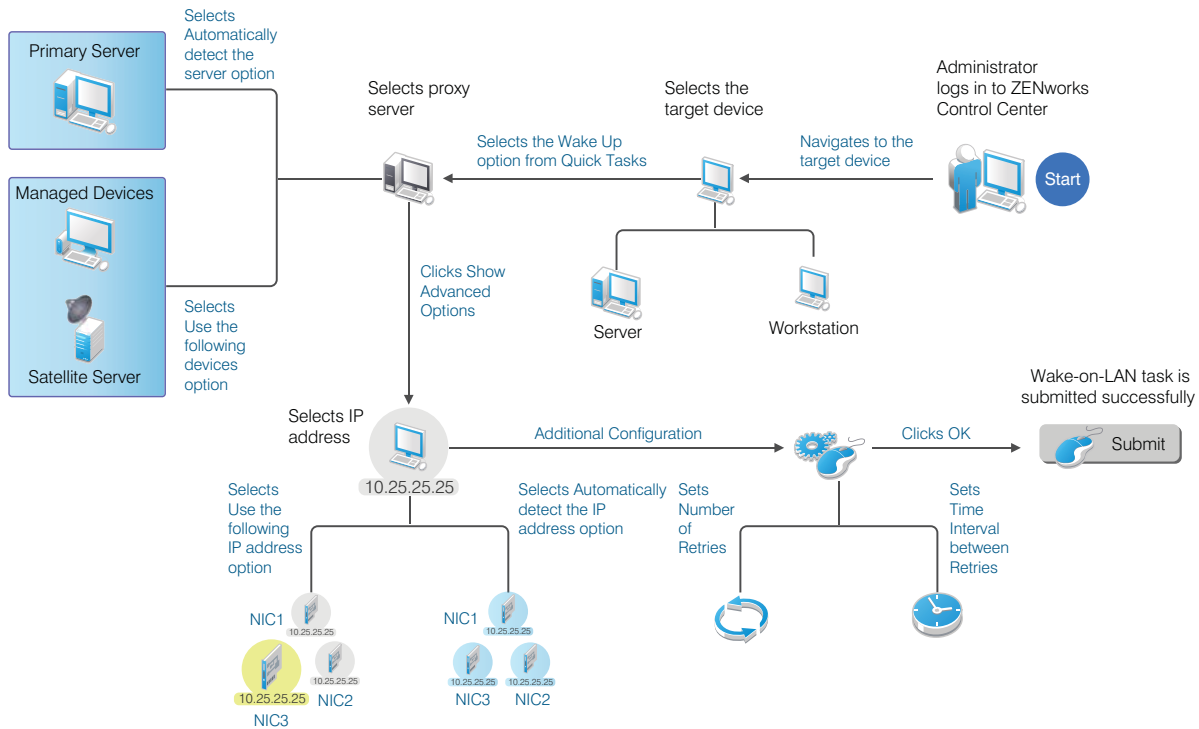 Selects
Automatically
detect the
server option
Primary Server
Managed Devices
Satellite Server
Selects
Use the
following
devices
option
Selects proxy
server
Selects the Wake Up
option from Quick Tasks
Selects the
target device
Navigates to the
target device
Administrator
logs in to ZENworks
Control Center
Start
Server
Workstation
Clicks Show
Advanced
Options
Selects IP
address
10.25.25.25
Additional Configuration
Clicks OK
Wake-on-LAN task is
submitted successfully
Submit
Selects
Use the
following
IP address
option
Selects Automatically
detect the IP
address option
Sets
Number
of
Retries
Sets
Time
Interval
between
Retries
NIC1
10.25.25.25
10.25.25.25
NIC3
10.25.25.25
NIC2
NIC1
10.25.25.25
10.25.25.25
NIC3
10.25.25.25
NIC2